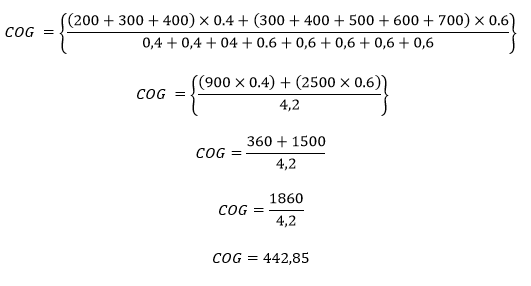 COG = {((200 + 300 + 400) × 0.4 + (300 + 400 + 500 + 600 + 700) × 0.6) / (0,4 + 0,4 + 04 + 0.6 + 0,6 + 0,6 + 0,6 + 0,6)}
COG = {((900 × 0.4) + (2500 × 0.6)) / 4,2}
COG = (360 + 1500) / 4,2
COG = 1860 / 4,2
COG = 442,85